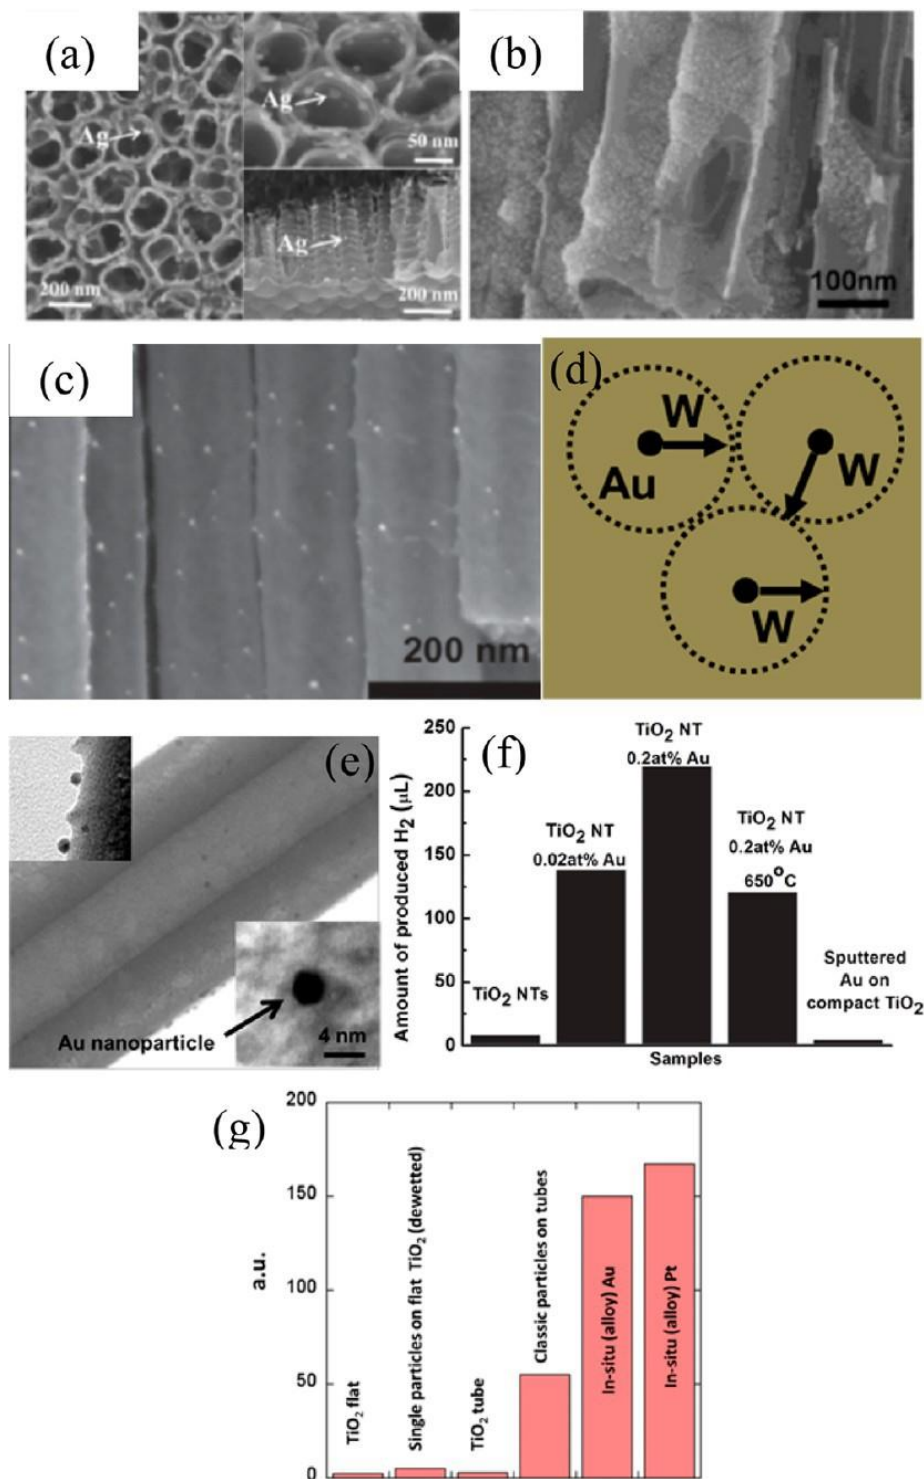 (a)
Ag
200 nm
Ag
50 nm
Ag
200 nm
(b)
100nm
(c)
200 nm
(d)
W
Au
W
W
(e)
Au nanoparticle
4 nm
(f)
Amount of produced H2 (μL)
250
200
150
100
50
0
TiO2 NTs
TiO2 NT
0.02at% Au
TiO2 NT
0.2at% Au
TiO2 NT
0.2at% Au
650°C
Sputtered
Au on
compact TiO2
Samples
(g)
a.u.
200
150
100
50
0
TiO2 flat
Single particles on flat TiO2 (dewetted)
TiO2 tube
Classic particles on tubes
In-situ (alloy) Au
In-situ (alloy) Pt